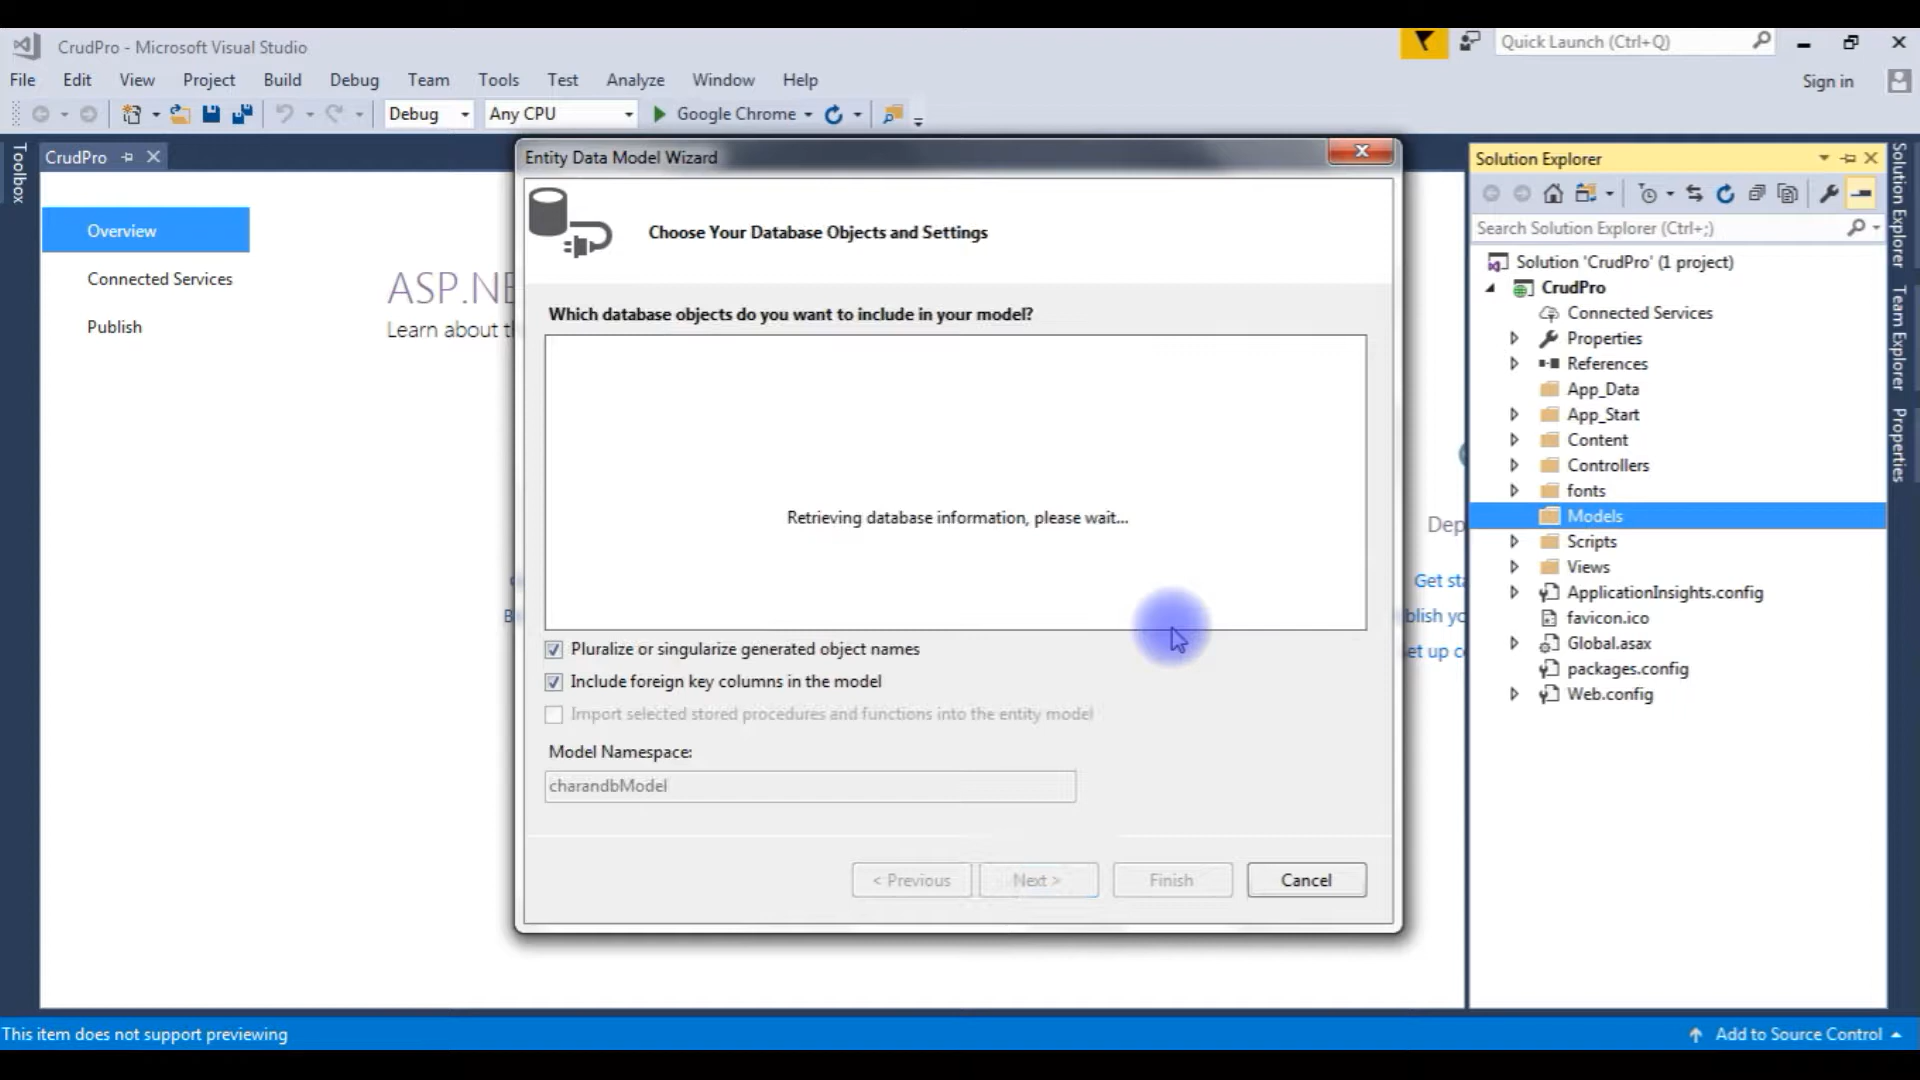 CrudPro - Microsoft Visual Studio
Quick Launch (Ctrl+Q)
File Edit View Project Build Debug Team Tools Test Analyze Window Help
Sign in
Debug Any CPU Google Chrome
Toolbox
CrudPro
Overview
Connected Services
Publish
ASP.NE
Learn about t
Entity Data Model Wizard
Choose Your Database Objects and Settings
Which database objects do you want to include in your model?
Retrieving database information, please wait...
Pluralize or singularize generated object names
Include foreign key columns in the model
Import selected stored procedures and functions into the entity model
Model Namespace:
charandbModel
< Previous Next > Finish Cancel
B
Dep
Get sta
blish yo
et up c
Solution Explorer
Search Solution Explorer (Ctrl+;)
Solution 'CrudPro' (1 project)
CrudPro
Connected Services
Properties
References
App_Data
App_Start
Content
Controllers
fonts
Models
Scripts
Views
ApplicationInsights.config
favicon.ico
Global.asax
packages.config
Web.config
Solution Explorer
Team Explorer
Properties
This item does not support previewing
Add to Source Control